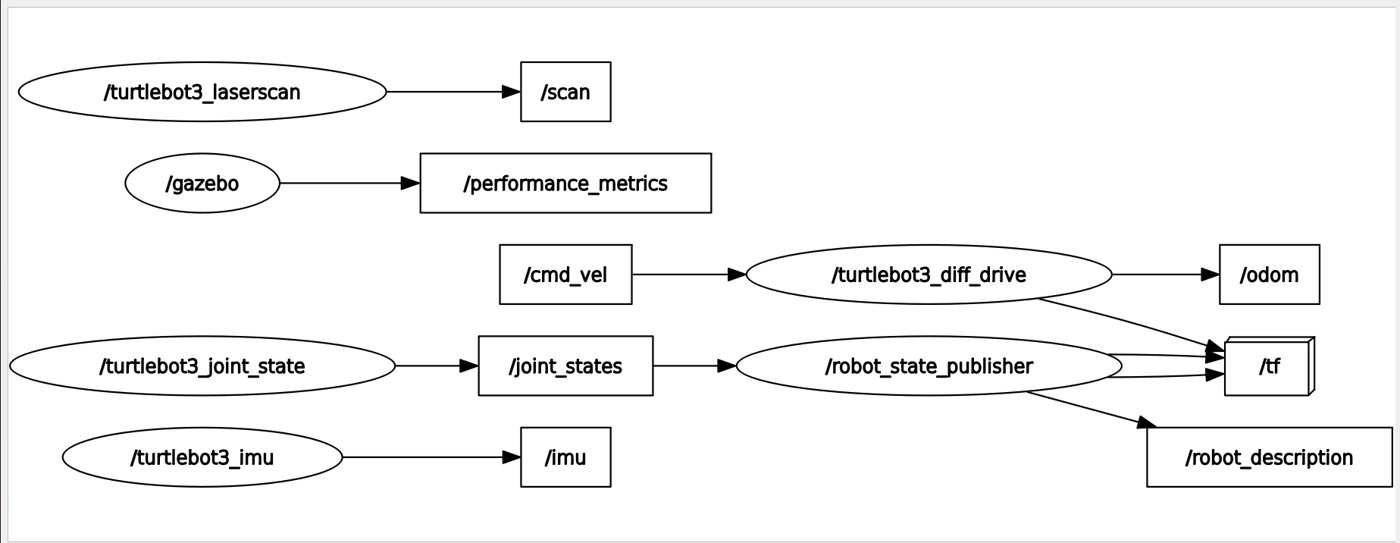 /turtlebot3_laserscan
/scan
/gazebo
/performance_metrics
/cmd_vel
/turtlebot3_diff_drive
/odom
/turtlebot3_joint_state
/joint_states
/robot_state_publisher
/tf
/turtlebot3_imu
/imu
/robot_description